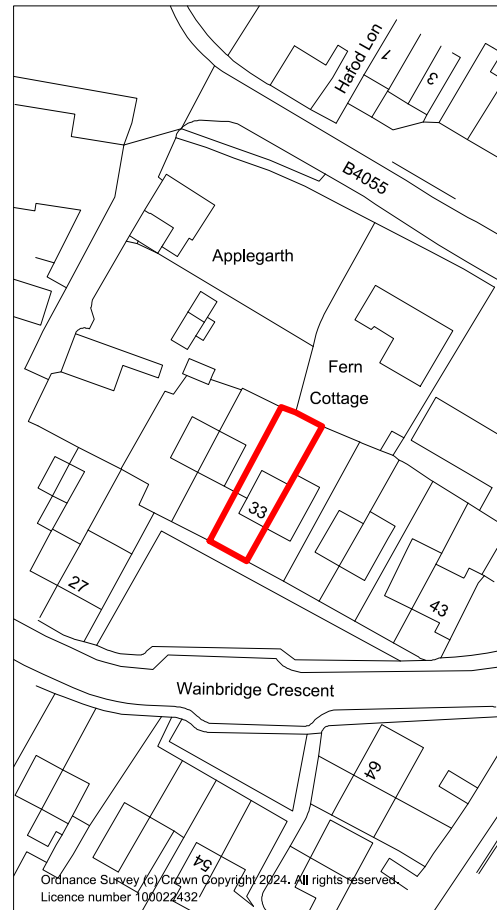 Hafod Lon
1
3
B4055
Applegarth
Fern
Cottage
33
27
43
Wainbridge Crescent
64
54
Ordnance Survey (c) Crown Copyright 2024. All rights reserved.
Licence number 100022432